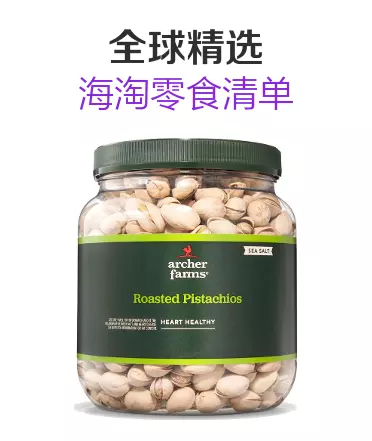 全球精选
海淘零食清单
archer
farms®
SEA SALT
Roasted Pistachios
HEART HEALTHY